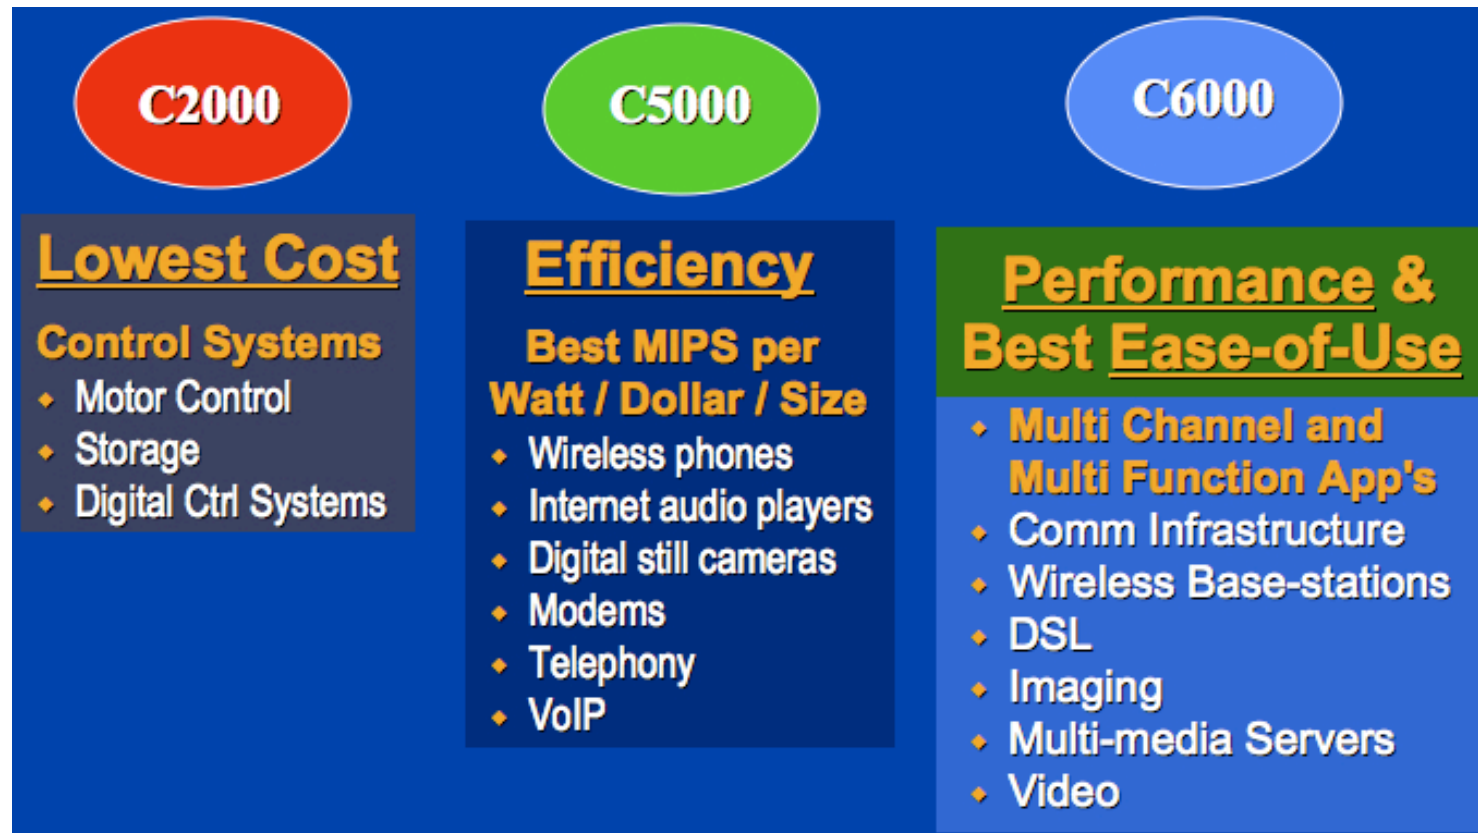 C2000
Lowest Cost
Control Systems
Motor Control
Storage
Digital Ctrl Systems
C5000
Efficiency
Best MIPS per
Watt / Dollar / Size
Wireless phones
Internet audio players
Digital still cameras
Modems
Telephony
VoIP
C6000
Performance &
Best Ease-of-Use
Multi Channel and
Multi Function App's
Comm Infrastructure
Wireless Base-stations
DSL
Imaging
Multi-media Servers
Video